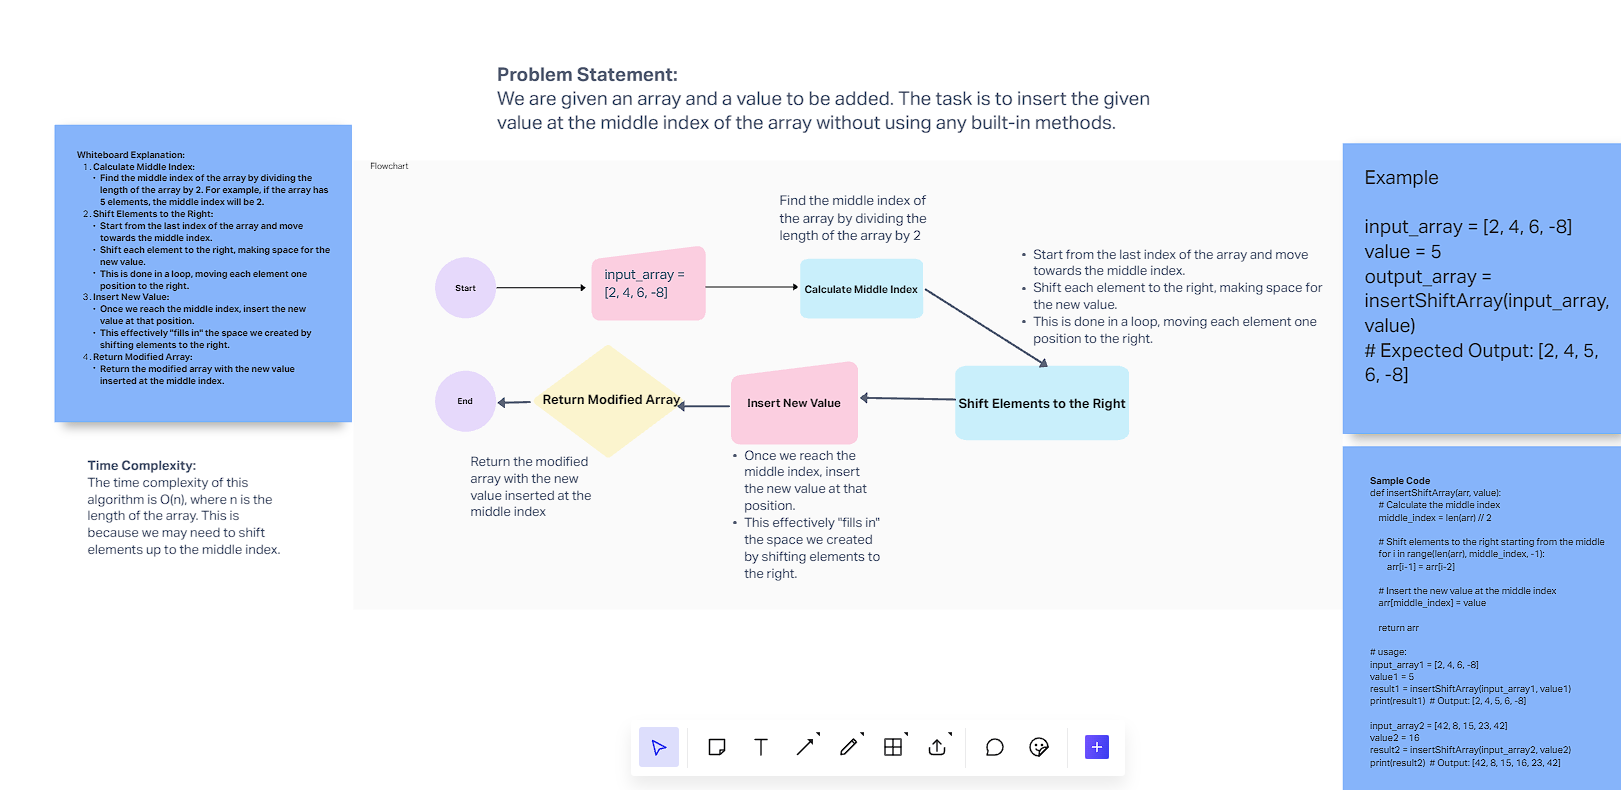 Problem Statement:
We are given an array and a value to be added. The task is to insert the given
value at the middle index of the array without using any built-in methods.
Whiteboard Explanation:
1. Calculate Middle Index:
• Find the middle index of the array by dividing the
length of the array by 2. For example, if the array has
5 elements, the middle index will be 2.
2. Shift Elements to the Right:
• Start from the last index of the array and move
towards the middle index.
• Shift each element to the right, making space for the
new value.
• This is done in a loop, moving each element one
position to the right.
3. Insert New Value:
• Once we reach the middle index, insert the new
value at that position.
• This effectively "fills in" the space we created by
shifting elements to the right.
4. Return Modified Array:
• Return the modified array with the new value
inserted at the middle index.
Time Complexity:
The time complexity of this
algorithm is O(n), where n is the
length of the array. This is
because we may need to shift
elements up to the middle index.
Flowchart
Start
input_array =
[2, 4, 6, -8]
Find the middle index of
the array by dividing the
length of the array by 2
Calculate Middle Index
• Start from the last index of the array and move
towards the middle index.
• Shift each element to the right, making space for
the new value.
• This is done in a loop, moving each element one
position to the right.
Shift Elements to the Right
Insert New Value
• Once we reach the
middle index, insert
the new value at that
position.
• This effectively "fills in"
the space we created
by shifting elements to
the right.
Return Modified Array
Return the modified
array with the new
value inserted at the
middle index
End
Example
input_array = [2, 4, 6, -8]
value = 5
output_array =
insertShiftArray(input_array,
value)
# Expected Output: [2, 4, 5,
6, -8]
Sample Code
def insertShiftArray(arr, value):
# Calculate the middle index
middle_index = len(arr) // 2
# Shift elements to the right starting from the middle
for i in range(len(arr), middle_index, -1):
arr[i-1] = arr[i-2]
# Insert the new value at the middle index
arr[middle_index] = value
return arr
# usage:
input_array1 = [2, 4, 6, -8]
value1 = 5
result1 = insertShiftArray(input_array1, value1)
print(result1) # Output: [2, 4, 5, 6, -8]
input_array2 = [42, 8, 15, 23, 42]
value2 = 16
result2 = insertShiftArray(input_array2, value2)
print(result2) # Output: [42, 8, 15, 16, 23, 42]